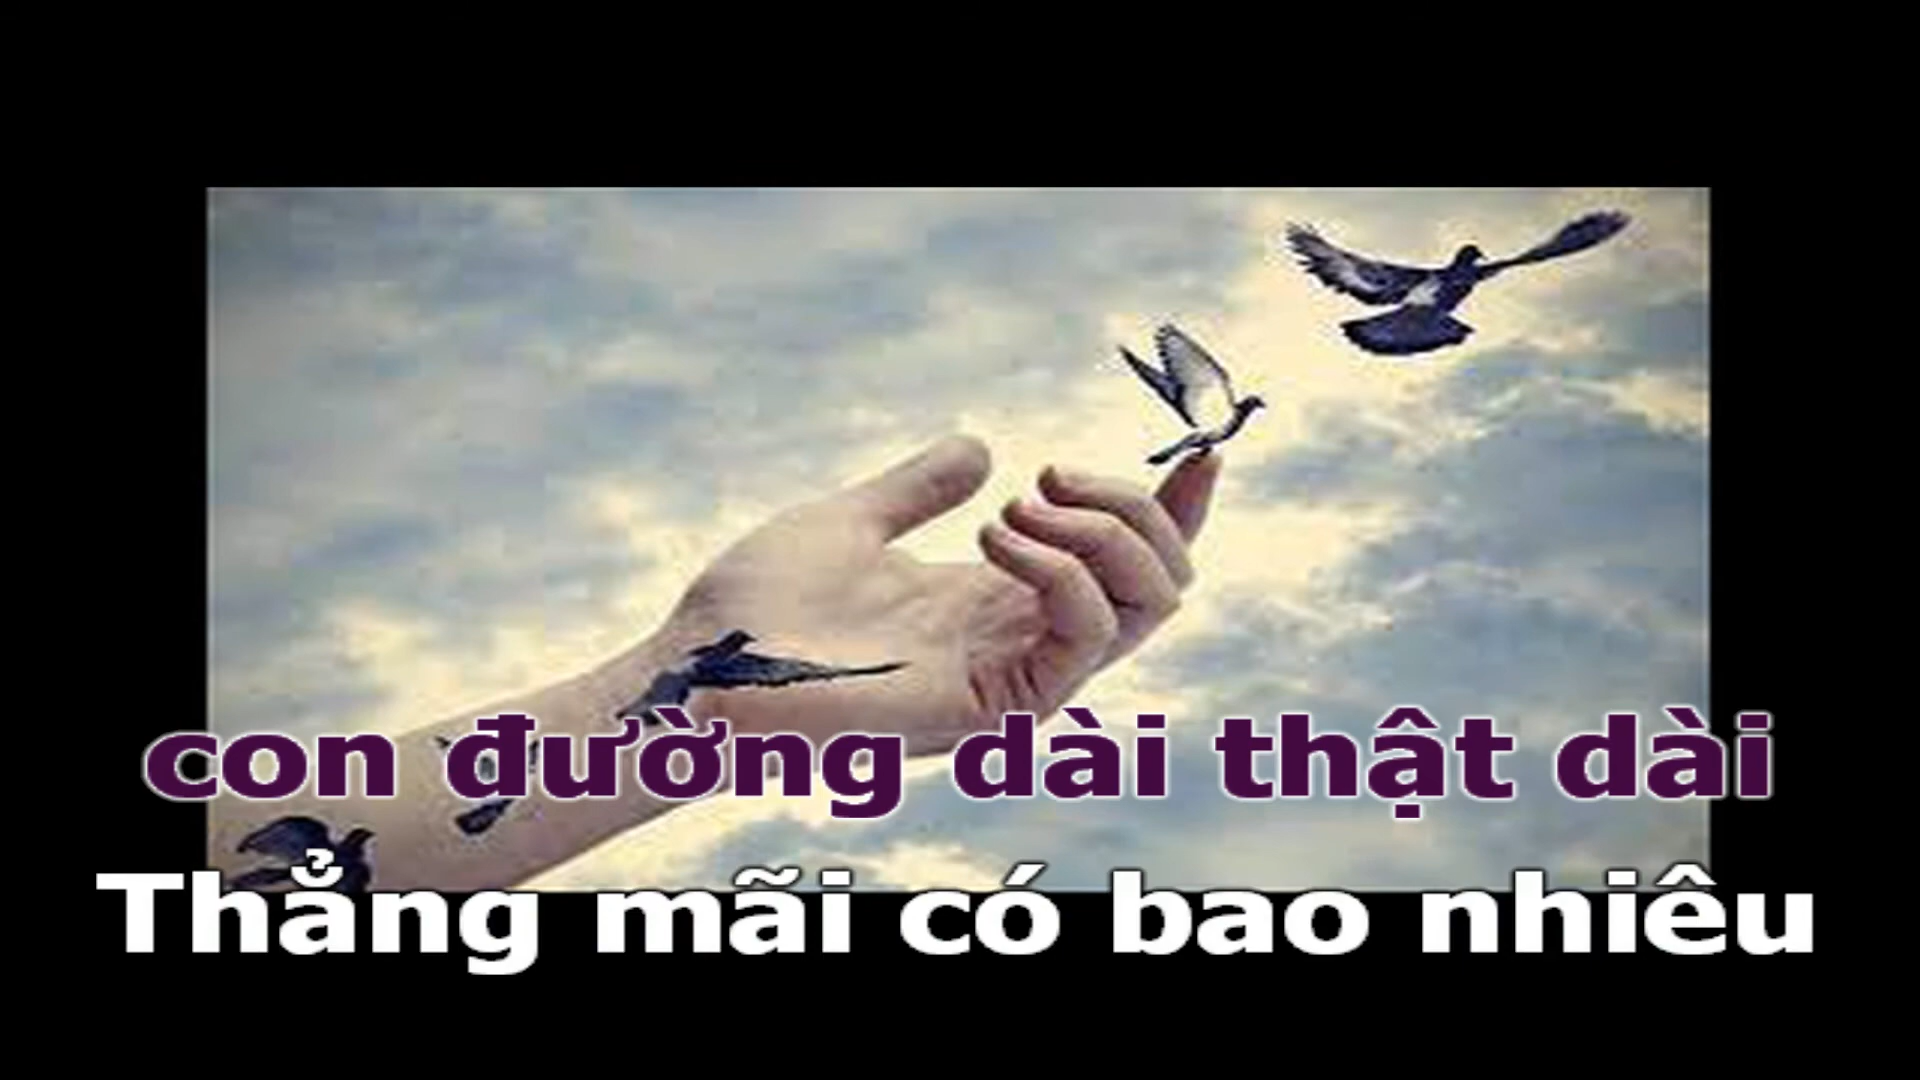 con đường dài thật dài
Thẳng mãi có bao nhiêu